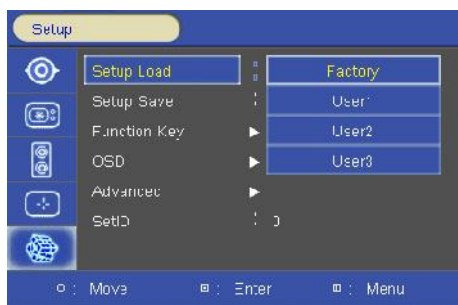 Setup
Setup Load : Factory
Setup Save : User1
Function Key ▶ User2
OSD ▶ User3
Advanced ▶
SetID : 0
○ : Move ⊡ : Enter ▥ : Menu